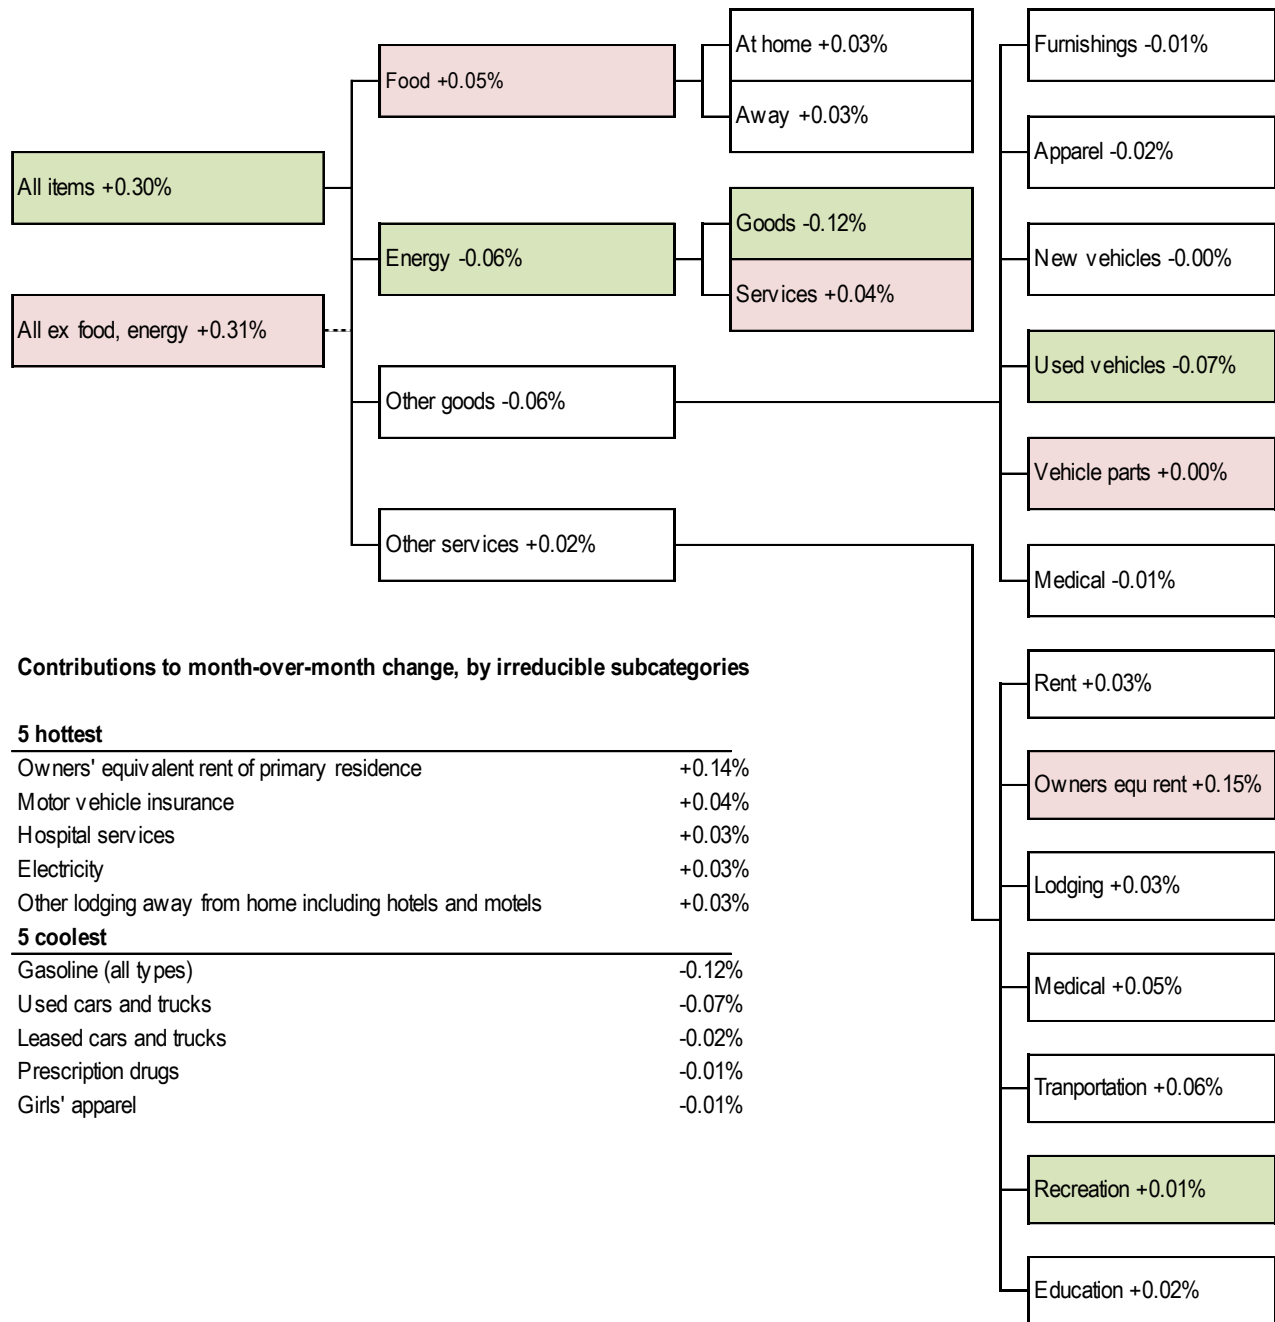 All items +0.30%
All ex food, energy +0.31%
Food +0.05%
Energy -0.06%
Other goods -0.06%
Other services +0.02%
At home +0.03%
Away +0.03%
Goods -0.12%
Services +0.04%
Furnishings -0.01%
Apparel -0.02%
New vehicles -0.00%
Used vehicles -0.07%
Vehicle parts +0.00%
Medical -0.01%
Rent +0.03%
Owners equ rent +0.15%
Lodging +0.03%
Medical +0.05%
Tranportation +0.06%
Recreation +0.01%
Education +0.02%
Contributions to month-over-month change, by irreducible subcategories
5 hottest
Owners' equivalent rent of primary residence +0.14%
Motor vehicle insurance +0.04%
Hospital services +0.03%
Electricity +0.03%
Other lodging away from home including hotels and motels +0.03%
5 coolest
Gasoline (all types) -0.12%
Used cars and trucks -0.07%
Leased cars and trucks -0.02%
Prescription drugs -0.01%
Girls' apparel -0.01%